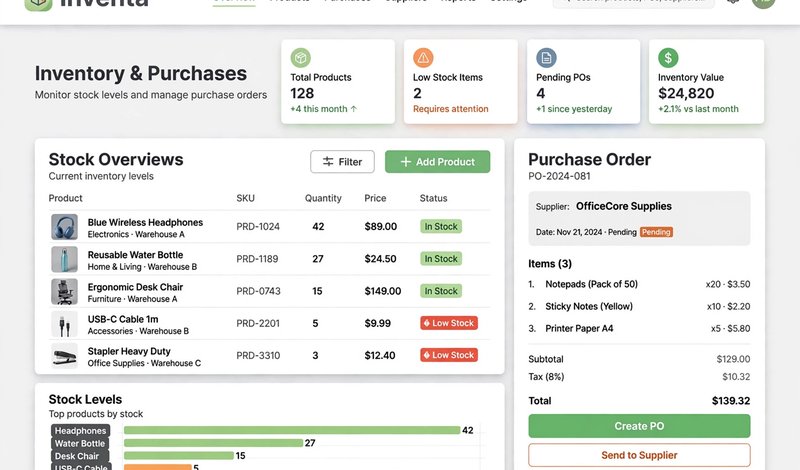 Inventa
Overview Products Purchases Suppliers Reports Settings
Inventory & Purchases
Monitor stock levels and manage purchase orders
Total Products
128
+4 this month ↑
Low Stock Items
2
Requires attention
Pending POs
4
+1 since yesterday
Inventory Value
$24,820
+2.1% vs last month
Stock Overviews
Current inventory levels
Filter
+ Add Product
Product SKU Quantity Price Status
Blue Wireless Headphones
Electronics · Warehouse A
PRD-1024 42 $89.00 In Stock
Reusable Water Bottle
Home & Living · Warehouse B
PRD-1189 27 $24.50 In Stock
Ergonomic Desk Chair
Furniture · Warehouse A
PRD-0743 15 $149.00 In Stock
USB-C Cable 1m
Accessories · Warehouse B
PRD-2201 5 $9.99 Low Stock
Stapler Heavy Duty
Office Supplies · Warehouse C
PRD-3310 3 $12.40 Low Stock
Stock Levels
Top products by stock
Headphones 42
Water Bottle 27
Desk Chair 15
USB-C Cable 5
Purchase Order
PO-2024-081
Supplier: OfficeCore Supplies
Date: Nov 21, 2024 · Pending Pending
Items (3)
1. Notepads (Pack of 50) x20 · $3.50
2. Sticky Notes (Yellow) x10 · $2.20
3. Printer Paper A4 x5 · $5.80
Subtotal $129.00
Tax (8%) $10.32
Total $139.32
Create PO
Send to Supplier